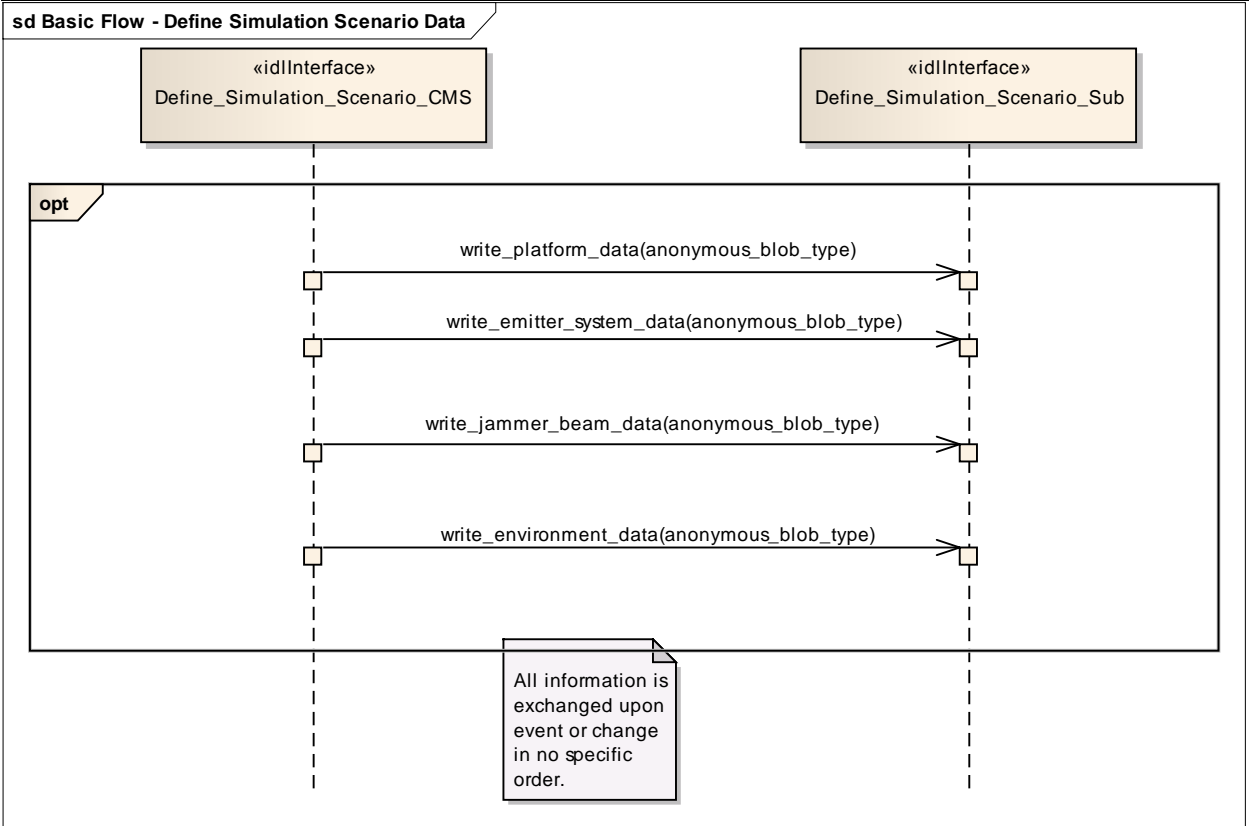 sd Basic Flow - Define Simulation Scenario Data
«idlInterface»
Define_Simulation_Scenario_CMS
«idlInterface»
Define_Simulation_Scenario_Sub
opt
write_platform_data(anonymous_blob_type)
write_emitter_system_data(anonymous_blob_type)
write_jammer_beam_data(anonymous_blob_type)
write_environment_data(anonymous_blob_type)
All information is
exchanged upon
event or change
in no specific
order.